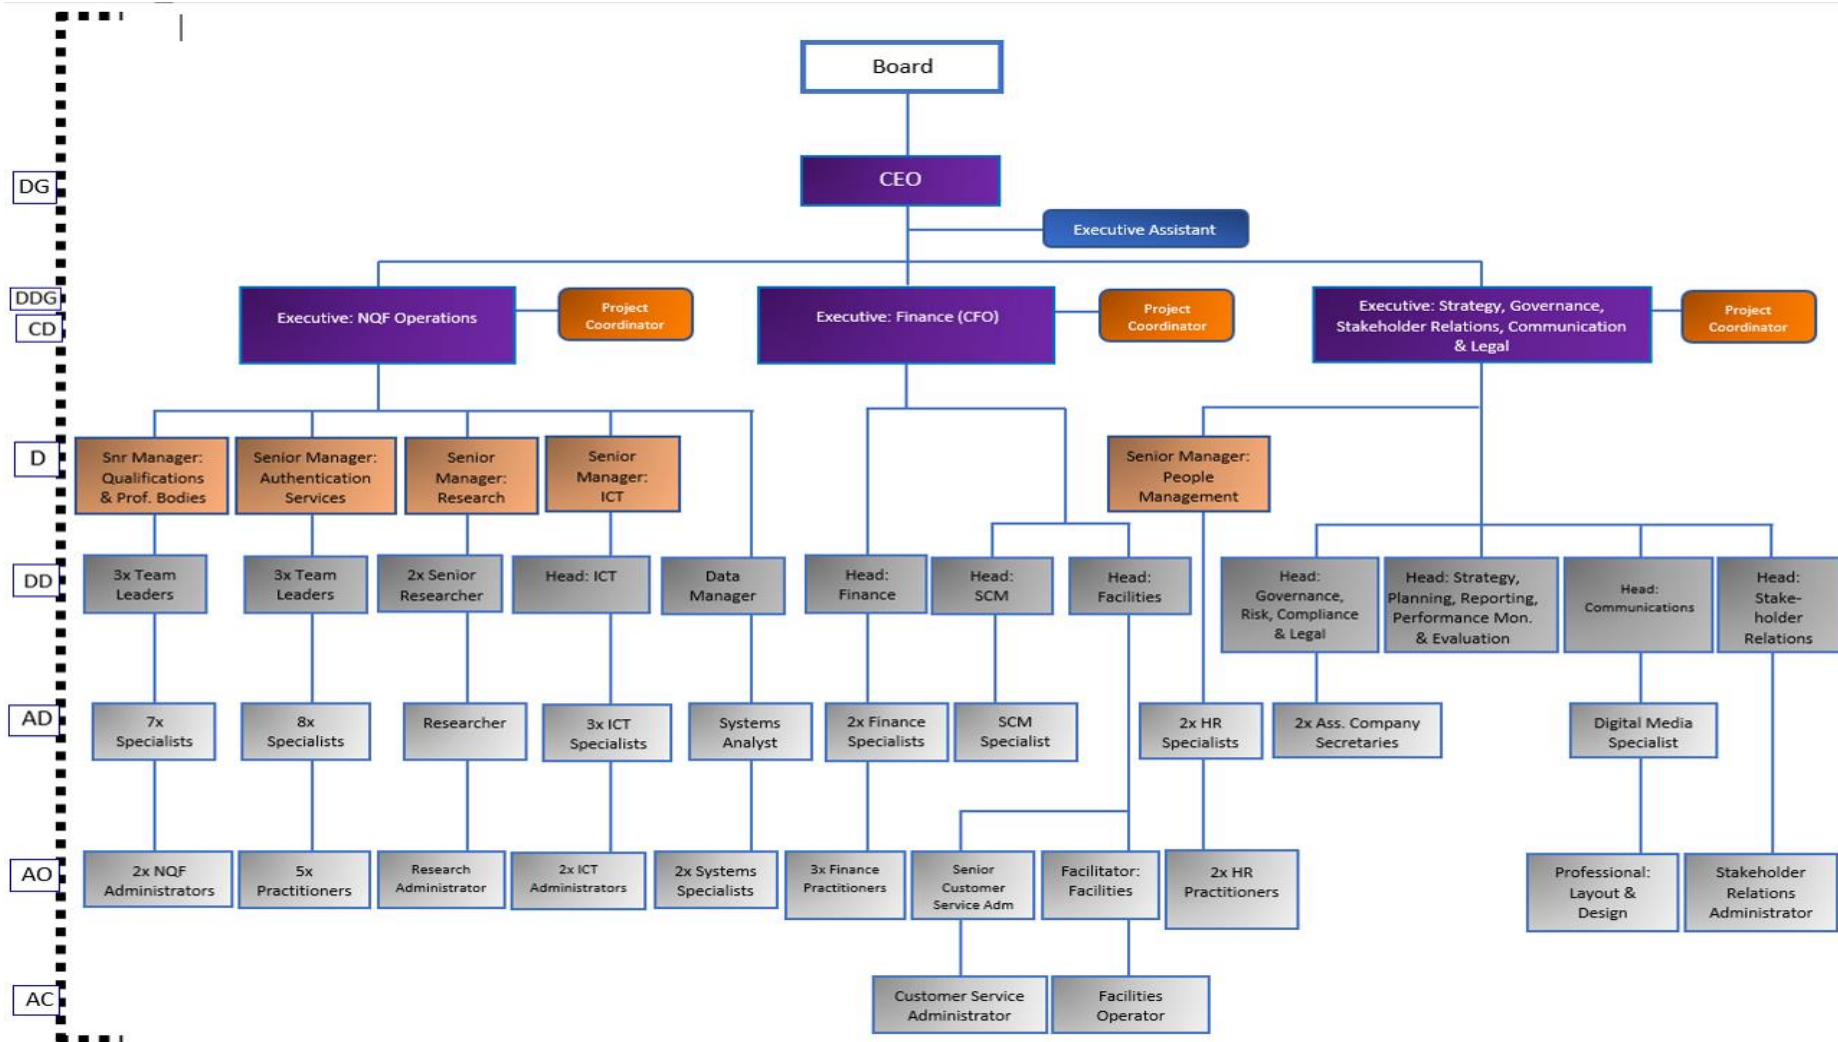 Board
DG
CEO
Executive Assistant
DDG
CD
Executive: NQF Operations
Project
Coordinator
Executive: Finance (CFO)
Project
Coordinator
Executive: Strategy, Governance,
Stakeholder Relations, Communication
& Legal
Project
Coordinator
D
Snr Manager:
Qualifications
& Prof. Bodies
Senior Manager:
Authentication
Services
Senior
Manager:
Research
Senior
Manager:
ICT
Senior Manager:
People
Management
DD
3x Team
Leaders
3x Team
Leaders
2x Senior
Researcher
Head: ICT
Data
Manager
Head:
Finance
Head:
SCM
Head:
Facilities
Head:
Governance,
Risk, Compliance
& Legal
Head: Strategy,
Planning, Reporting,
Performance Mon.
& Evaluation
Head:
Communications
Head:
Stake-
holder
Relations
AD
7x
Specialists
8x
Specialists
Researcher
3x ICT
Specialists
Systems
Analyst
2x Finance
Specialists
SCM
Specialist
2x HR
Specialists
2x Ass. Company
Secretaries
Digital Media
Specialist
AO
2x NQF
Administrators
5x
Practitioners
Research
Administrator
2x ICT
Administrators
2x Systems
Specialists
3x Finance
Practitioners
Senior
Customer
Service Adm
Facilitator:
Facilities
2x HR
Practitioners
Professional:
Layout &
Design
Stakeholder
Relations
Administrator
AC
Customer Service
Administrator
Facilities
Operator